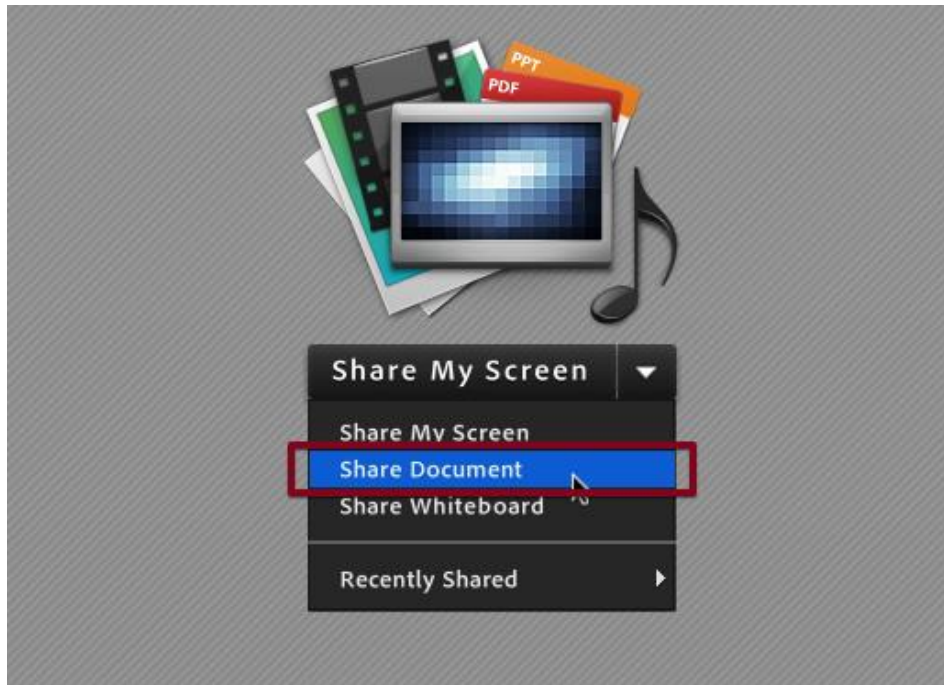 PPT
PDF
Share My Screen
Share My Screen
Share Document
Share Whiteboard
Recently Shared